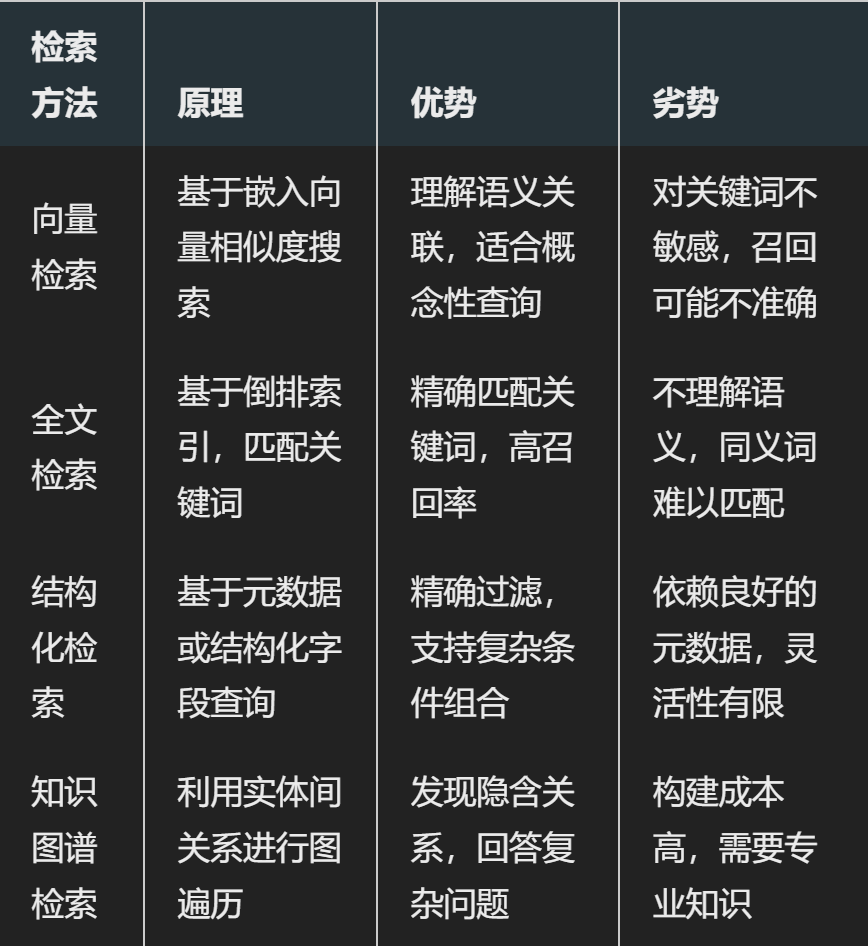 检索
方法
原理
优势
劣势
向量
检索
基于嵌入向
量相似度搜
索
理解语义关
联，适合概
念性查询
对关键词不
敏感，召回
可能不准确
全文
检索
基于倒排索
引，匹配关
键词
精确匹配关
键词，高召
回率
不理解语
义，同义词
难以匹配
结构
化检
索
基于元数据
或结构化字
段查询
精确过滤，
支持复杂条
件组合
依赖良好的
元数据，灵
活性有限
知识
图谱
检索
利用实体间
关系进行图
遍历
发现隐含关
系，回答复
杂问题
构建成本
高，需要专
业知识